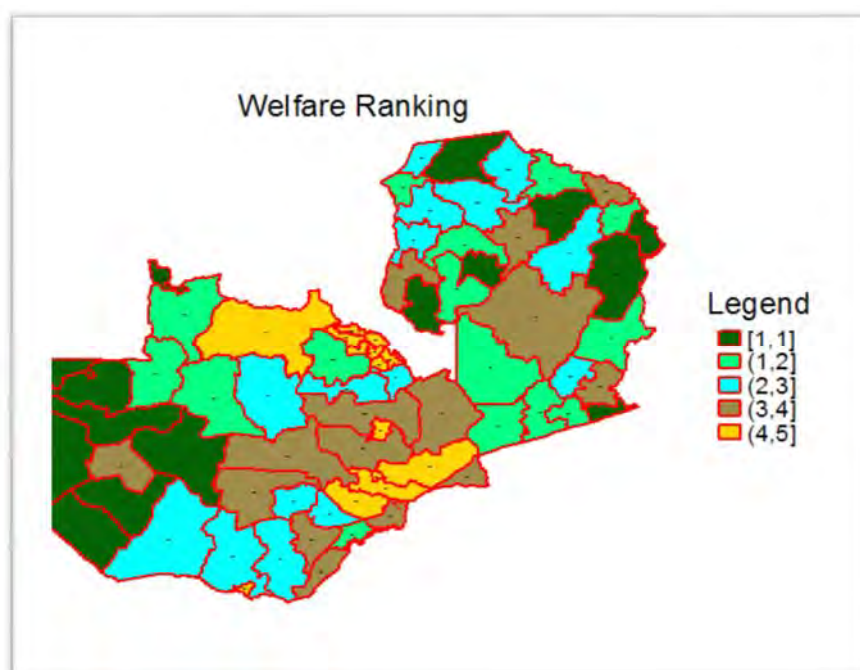 Welfare Ranking
Legend
[1,1]
(1,2]
(2,3]
(3,4]
(4,5]